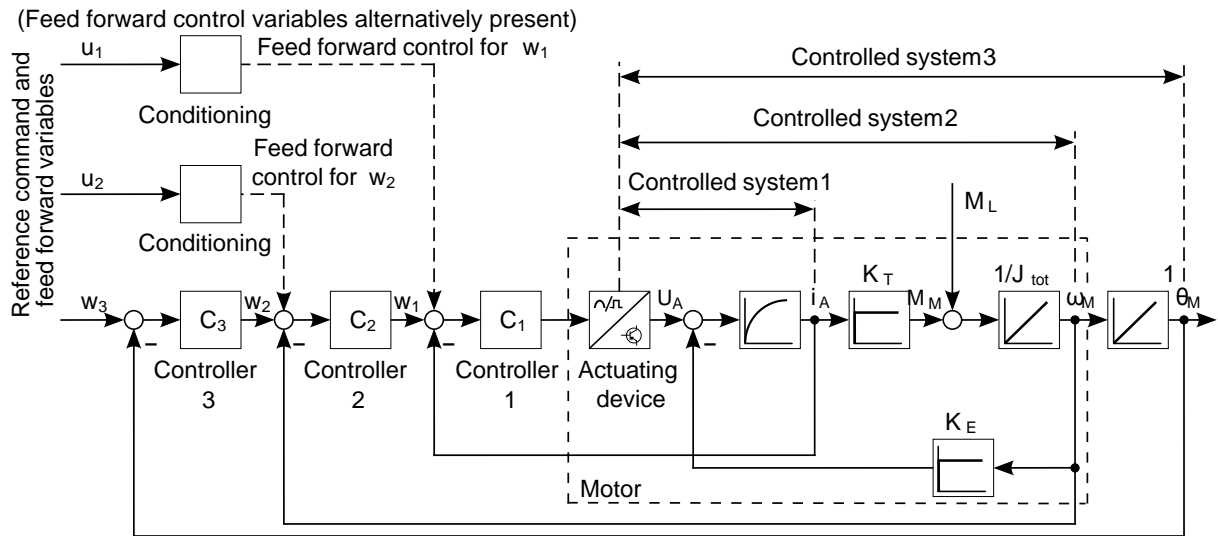 (Feed forward control variables alternatively present)
Reference command and
feed forward variables
u1
Feed forward control for w1
Conditioning
u2
Feed forward
control for w2
Conditioning
Controlled system3
Controlled system2
Controlled system1
ML
w3
C3
w2
C2
w1
C1
UA
iA
KT
MM
1/J tot
ωM
1
θM
Controller
3
Controller
2
Controller
1
Actuating
device
KE
Motor